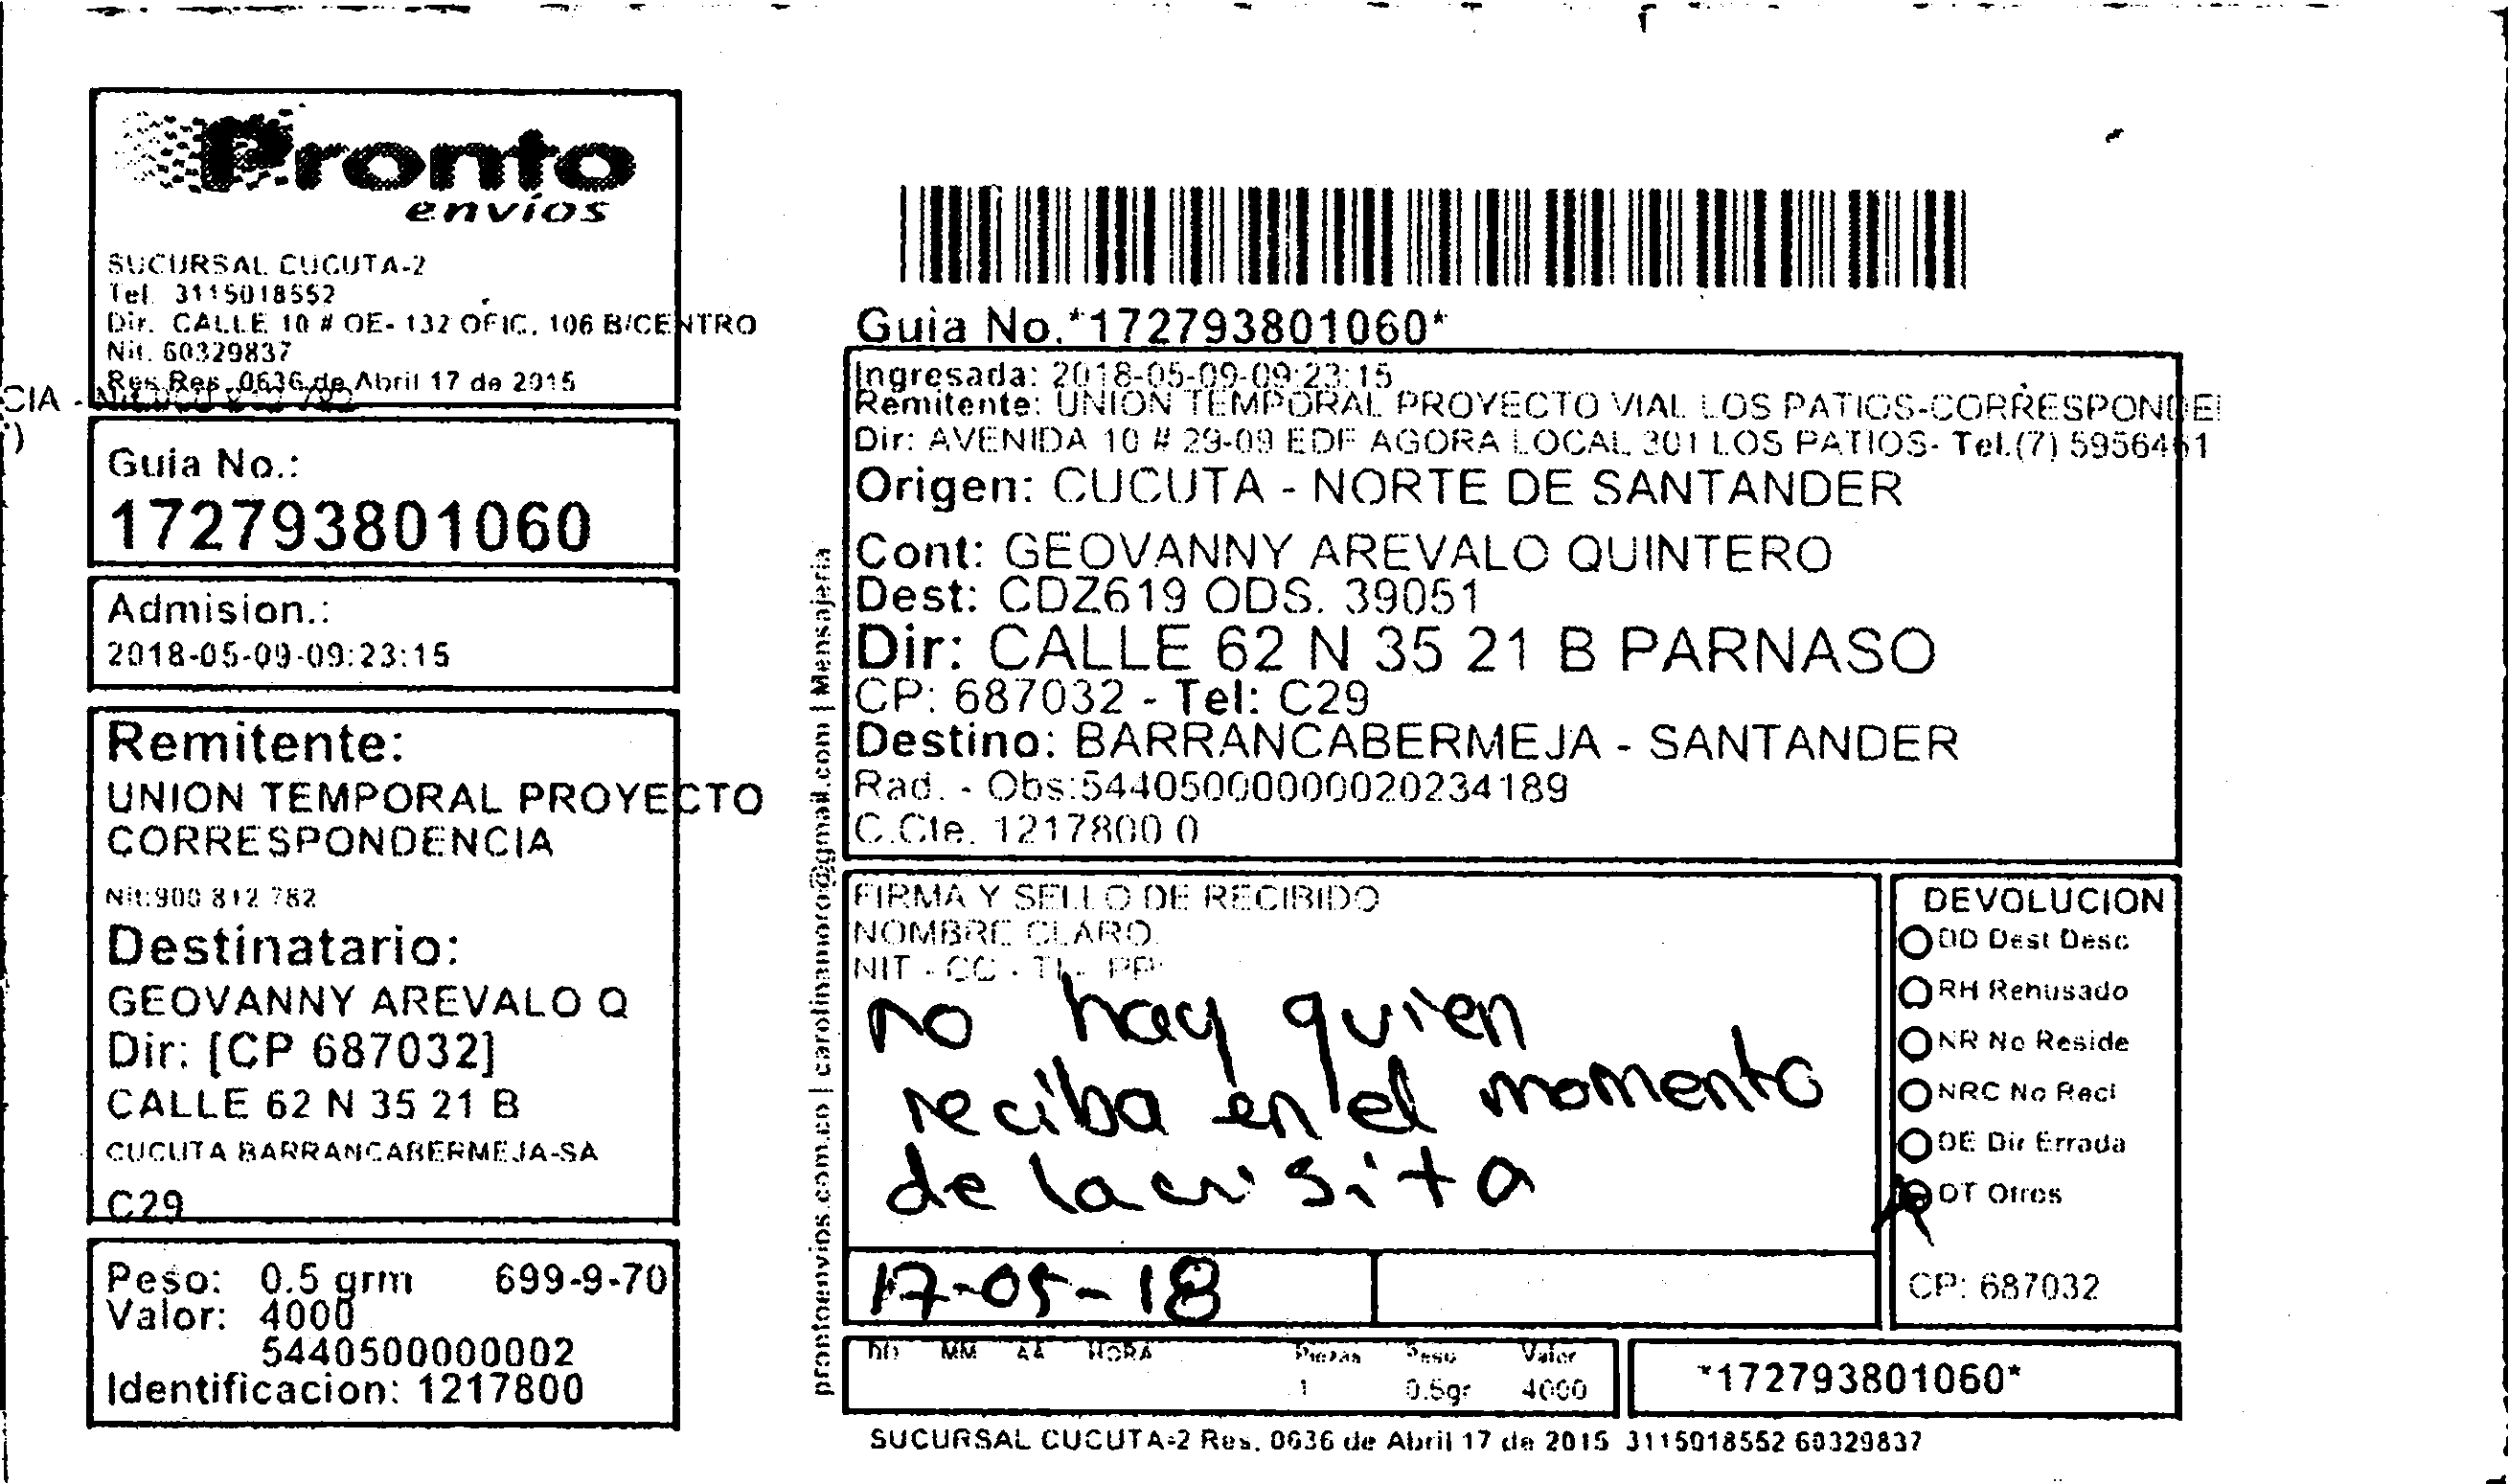 Pronto
envíos
SUCURSAL CUCUTA-2
Tel. 3115018552
Dir. CALLE 10 # OE- 132 OFIC. 106 B/CENTRO
Nit. 60329837
Res Res. 0636 de Abril 17 de 2015
CIA -
Guia No.:
172793801060
Admision.:
2018-05-09-09:23:15
Remitente:
UNION TEMPORAL PROYECTO
CORRESPONDENCIA
Nit:900 812 782
Destinatario:
GEOVANNY AREVALO Q
Dir: [CP 687032]
CALLE 62 N 35 21 B
CUCUTA BARRANCABERMEJA-SA
C29
Peso: 0.5 grm 699-9-70
Valor: 4000
5440500000002
Identificacion: 1217800
prontoenvios.com.co | carolinamoro@gmail.com | Mensajeria
Guia No.*172793801060*
Ingresada: 2018-05-09-09:23:15
Remitente: UNION TEMPORAL PROYECTO VIAL LOS PATIOS-CORRESPONDE
Dir: AVENIDA 10 # 29-09 EDF AGORA LOCAL 301 LOS PATIOS- Tel.(7) 5956461
Origen: CUCUTA - NORTE DE SANTANDER
Cont: GEOVANNY AREVALO QUINTERO
Dest: CDZ619 ODS. 39051
Dir: CALLE 62 N 35 21 B PARNASO
CP: 687032 - Tel: C29
Destino: BARRANCABERMEJA - SANTANDER
Rad. - Obs:5440500000020234189
C.Cte. 1217800 0
FIRMA Y SELLO DE RECIBIDO
NOMBRE CLARO
NIT - CC - TI - PP
no hay quien
reciba en el momento
de la visita
17-05-18
DEVOLUCION
DD Dest Desc
RH Rehusado
NR No Reside
NRC No Recl
DE Dir Errada
OT Otros
CP: 687032
DD MM AA HORA Piezas Peso Valor
1 0.5gr 4000
*172793801060*
SUCURSAL CUCUTA-2 Res. 0636 de Abril 17 de 2015 3115018552 60329837